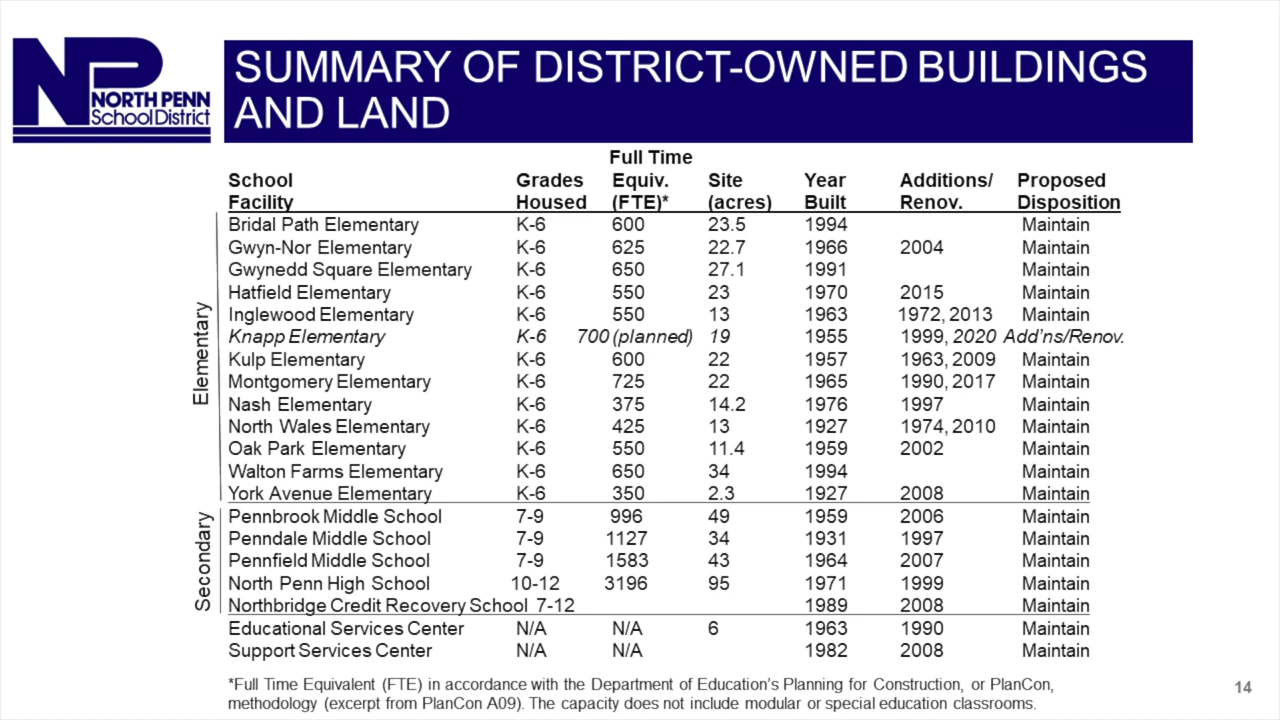 NP
NORTH PENN
School District
SUMMARY OF DISTRICT-OWNED BUILDINGS
AND LAND
Full Time
School Grades Equiv. Site Year Additions/ Proposed
Facility Housed (FTE)* (acres) Built Renov. Disposition
Elementary
Bridal Path Elementary K-6 600 23.5 1994 Maintain
Gwyn-Nor Elementary K-6 625 22.7 1966 2004 Maintain
Gwynedd Square Elementary K-6 650 27.1 1991 Maintain
Hatfield Elementary K-6 550 23 1970 2015 Maintain
Inglewood Elementary K-6 550 13 1963 1972, 2013 Maintain
Knapp Elementary K-6 700 (planned) 19 1955 1999, 2020 Add'ns/Renov.
Kulp Elementary K-6 600 22 1957 1963, 2009 Maintain
Montgomery Elementary K-6 725 22 1965 1990, 2017 Maintain
Nash Elementary K-6 375 14.2 1976 1997 Maintain
North Wales Elementary K-6 425 13 1927 1974, 2010 Maintain
Oak Park Elementary K-6 550 11.4 1959 2002 Maintain
Walton Farms Elementary K-6 650 34 1994 Maintain
York Avenue Elementary K-6 350 2.3 1927 2008 Maintain
Secondary
Pennbrook Middle School 7-9 996 49 1959 2006 Maintain
Penndale Middle School 7-9 1127 34 1931 1997 Maintain
Pennfield Middle School 7-9 1583 43 1964 2007 Maintain
North Penn High School 10-12 3196 95 1971 1999 Maintain
Northbridge Credit Recovery School 7-12 1989 2008 Maintain
Educational Services Center N/A N/A 6 1963 1990 Maintain
Support Services Center N/A N/A 1982 2008 Maintain
*Full Time Equivalent (FTE) in accordance with the Department of Education's Planning for Construction, or PlanCon,
methodology (excerpt from PlanCon A09). The capacity does not include modular or special education classrooms.
14